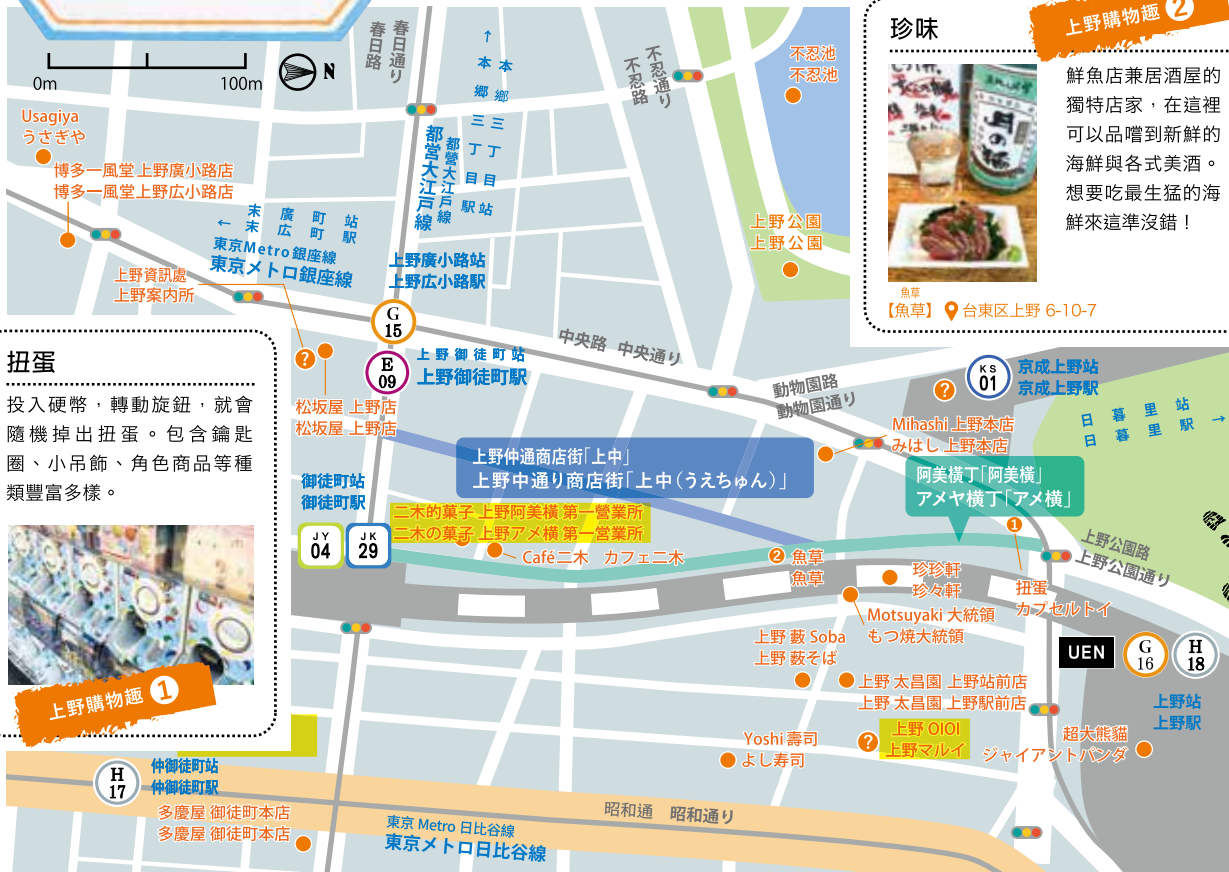 0m
100m
N
春日路
春日通り
↑本鄉三丁目站
本郷三丁目駅
都営大江戸線
都營大江戶線
不忍路
不忍通り
不忍池
不忍池
Usagiya
うさぎや
博多一風堂 上野廣小路店
博多一風堂 上野広小路店
← 末廣町站
末広町駅
東京Metro 銀座線
東京メトロ銀座線
上野資訊處
上野案内所
上野廣小路站
上野広小路駅
G
15
E
09
上野御徒町站
上野御徒町駅
中央路 中央通り
上野公園
上野公園
珍味
上野購物趣 2
鮮魚店兼居酒屋的
獨特店家,在這裡
可以品嚐到新鮮的
海鮮與各式美酒。
想要吃最生猛的海
鮮來這準沒錯!
魚草
【魚草】 台東区上野 6-10-7
扭蛋
投入硬幣,轉動旋鈕,就會
隨機掉出扭蛋。包含鑰匙
圈、小吊飾、角色商品等種
類豐富多樣。
上野購物趣 1
?
松坂屋 上野店
松坂屋 上野店
御徒町站
御徒町駅
JY
04
JK
29
上野仲通商店街「上中」
上野中通り商店街「上中(うえちゅん)」
二木的菓子 上野阿美橫 第一營業所
二木の菓子 上野アメ横 第一営業所
Café二木 カフェ二木
動物園路
動物園通り
?
KS
01
京成上野站
京成上野駅
Mihashi 上野本店
みはし 上野本店
日暮里站
日暮里駅 →
阿美橫丁「阿美橫」
アメヤ横丁「アメ横」
1
扭蛋
カプセルトイ
上野公園路
上野公園通り
2 魚草
魚草
珍珍軒
珍々軒
Motsuyaki 大統領
もつ焼大統領
上野 藪 Soba
上野 藪そば
上野 太昌園 上野站前店
上野 太昌園 上野駅前店
UEN
G
16
H
18
上野站
上野駅
?
上野 OIOI
上野マルイ
超大熊貓
ジャイアントパンダ
Yoshi 壽司
よし寿司
H
17
仲御徒町站
仲御徒町駅
多慶屋 御徒町本店
多慶屋 御徒町本店
昭和通 昭和通り
東京 Metro 日比谷線
東京メトロ日比谷線